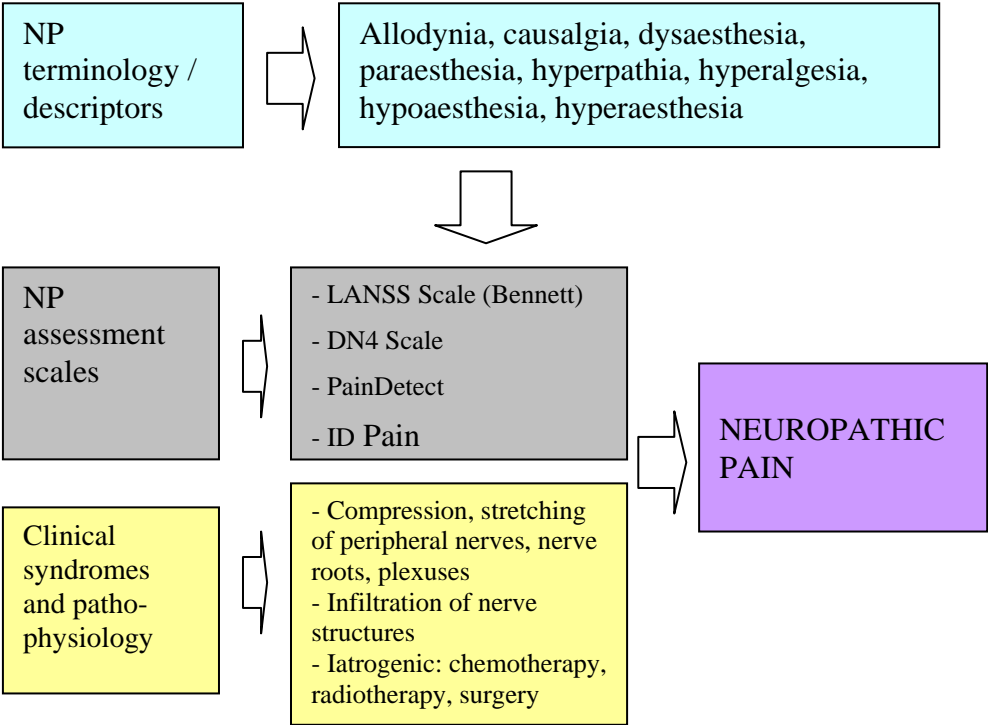 NP
terminology /
descriptors
Allodynia, causalgia, dysaesthesia,
paraesthesia, hyperpathia, hyperalgesia,
hypoaesthesia, hyperaesthesia
NP
assessment
scales
- LANSS Scale (Bennett)
- DN4 Scale
- PainDetect
- ID Pain
NEUROPATHIC
PAIN
Clinical
syndromes
and patho-
physiology
- Compression, stretching
of peripheral nerves, nerve
roots, plexuses
- Infiltration of nerve
structures
- Iatrogenic: chemotherapy,
radiotherapy, surgery